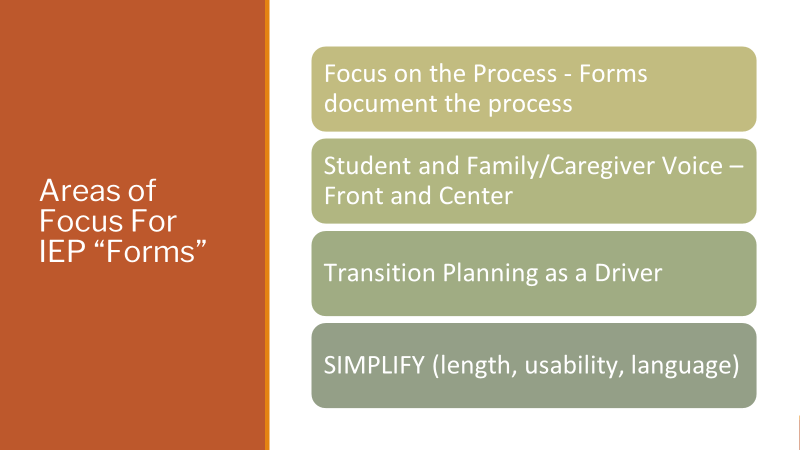 Areas of
Focus For
IEP “Forms”
Focus on the Process - Forms
document the process
Student and Family/Caregiver Voice –
Front and Center
Transition Planning as a Driver
SIMPLIFY (length, usability, language)